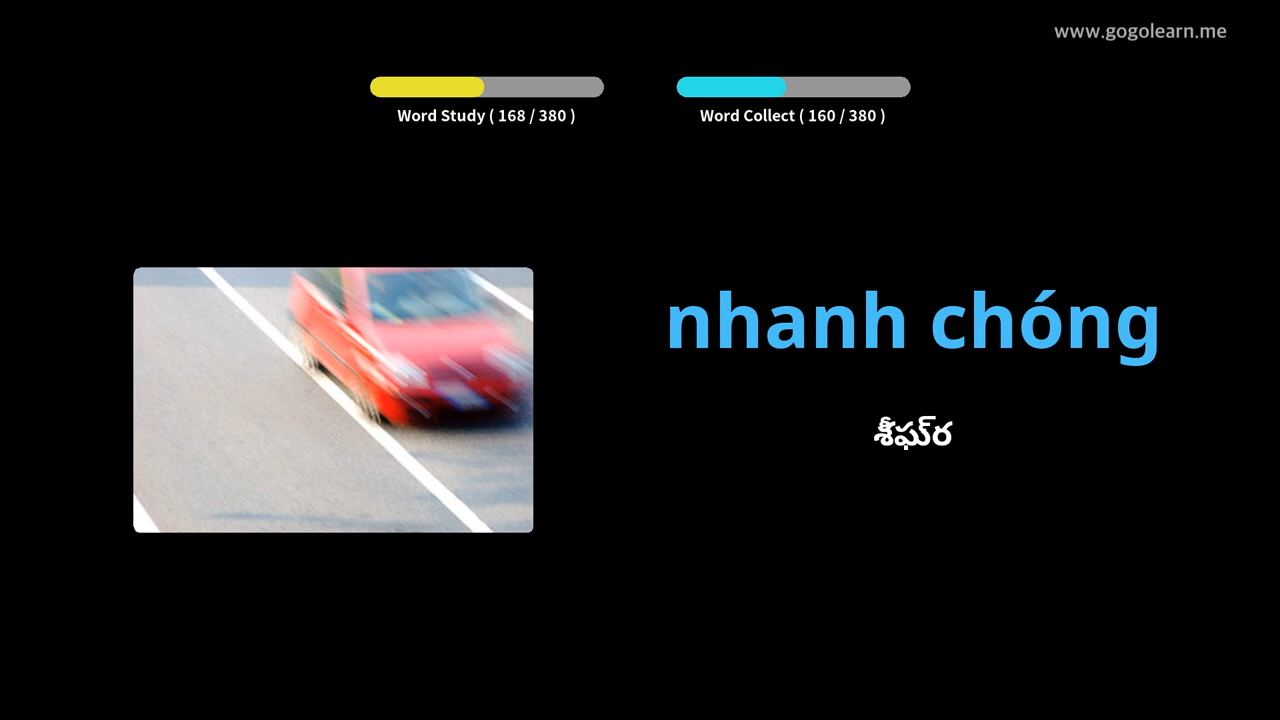 www.gogolearn.me
Word Study ( 168 / 380 )
Word Collect ( 160 / 380 )
nhanh chóng
శీఘ్ర